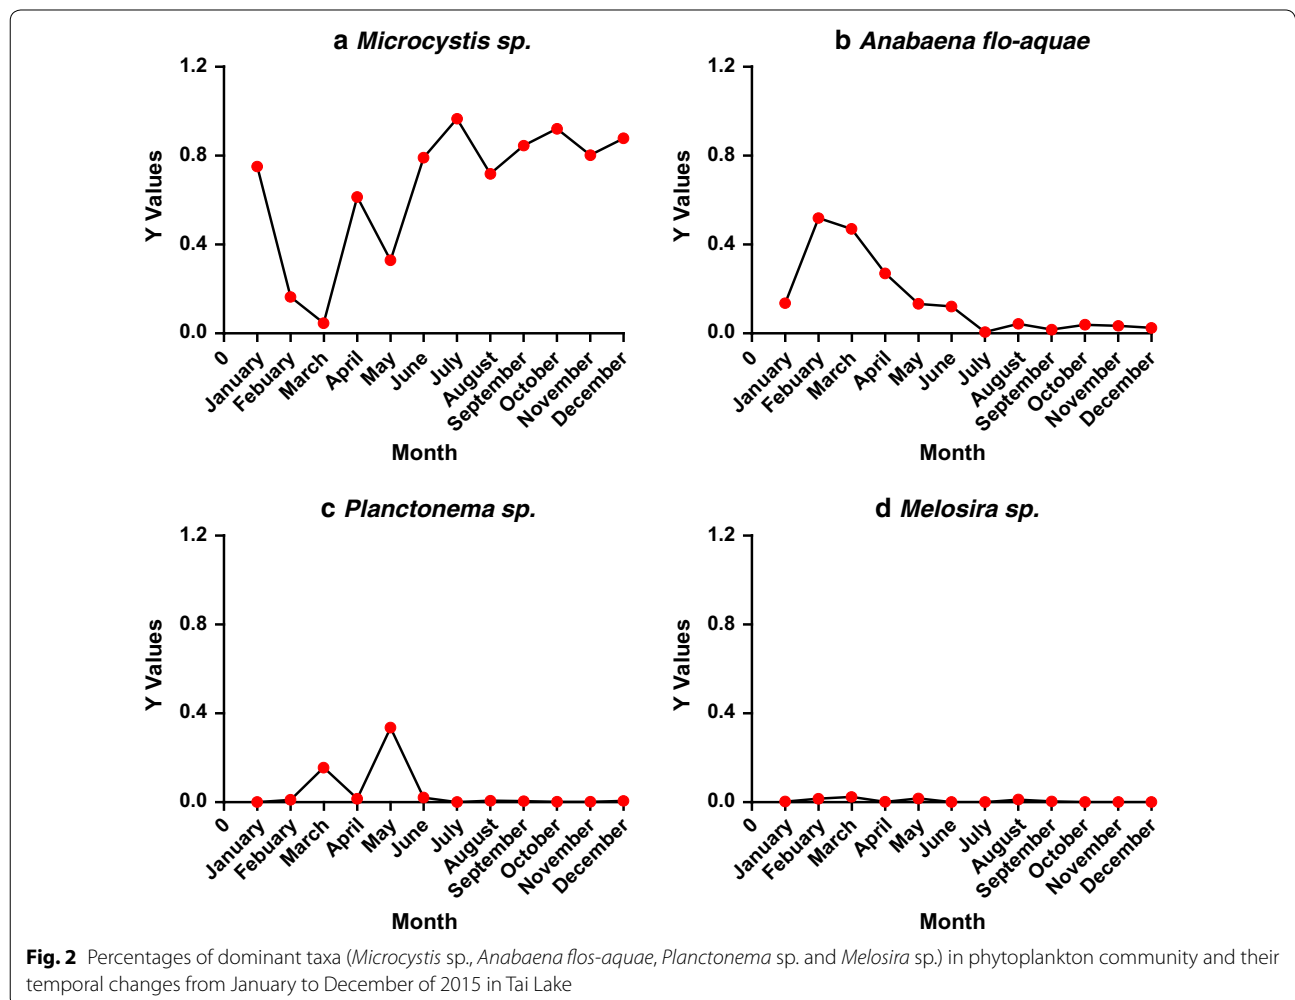 a Microcystis sp.
1.2
0.8
0.4
0.0
Y Values
0
January
Febuary
March
April
May
June
July
August
September
October
November
December
Month
b Anabaena flo-aquae
1.2
0.8
0.4
0.0
Y Values
0
January
Febuary
March
April
May
June
July
August
September
October
November
December
Month
c Planctonema sp.
1.2
0.8
0.4
0.0
Y Values
0
January
Febuary
March
April
May
June
July
August
September
October
November
December
Month
d Melosira sp.
1.2
0.8
0.4
0.0
Y Values
0
January
Febuary
March
April
May
June
July
August
September
October
November
December
Month
Fig. 2 Percentages of dominant taxa (Microcystis sp., Anabaena flos-aquae, Planctonema sp. and Melosira sp.) in phytoplankton community and their
temporal changes from January to December of 2015 in Tai Lake